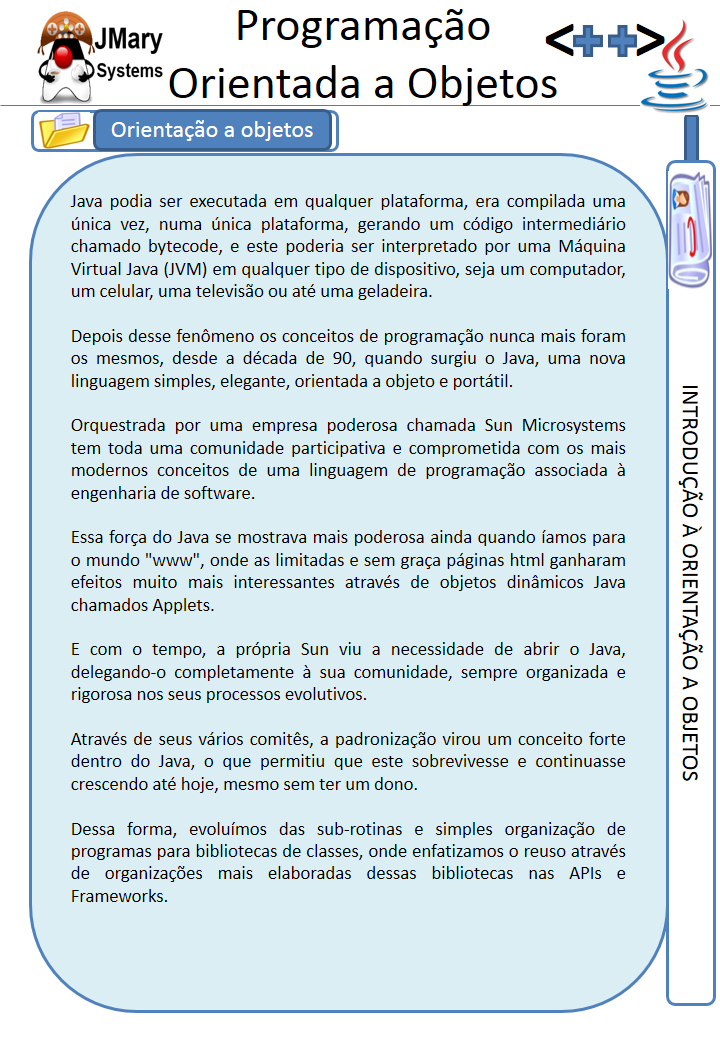 JMary
Systems
Programação
Orientada a Objetos
<++>
Orientação a objetos
Java podia ser executada em qualquer plataforma, era compilada uma
única vez, numa única plataforma, gerando um código intermediário
chamado bytecode, e este poderia ser interpretado por uma Máquina
Virtual Java (JVM) em qualquer tipo de dispositivo, seja um computador,
um celular, uma televisão ou até uma geladeira.
Depois desse fenômeno os conceitos de programação nunca mais foram
os mesmos, desde a década de 90, quando surgiu o Java, uma nova
linguagem simples, elegante, orientada a objeto e portátil.
Orquestrada por uma empresa poderosa chamada Sun Microsystems
tem toda uma comunidade participativa e comprometida com os mais
modernos conceitos de uma linguagem de programação associada à
engenharia de software.
Essa força do Java se mostrava mais poderosa ainda quando íamos para
o mundo "www", onde as limitadas e sem graça páginas html ganharam
efeitos muito mais interessantes através de objetos dinâmicos Java
chamados Applets.
E com o tempo, a própria Sun viu a necessidade de abrir o Java,
delegando-o completamente à sua comunidade, sempre organizada e
rigorosa nos seus processos evolutivos.
Através de seus vários comitês, a padronização virou um conceito forte
dentro do Java, o que permitiu que este sobrevivesse e continuasse
crescendo até hoje, mesmo sem ter um dono.
Dessa forma, evoluímos das sub-rotinas e simples organização de
programas para bibliotecas de classes, onde enfatizamos o reuso através
de organizações mais elaboradas dessas bibliotecas nas APIs e
Frameworks.
INTRODUÇÃO À ORIENTAÇÃO A OBJETOS